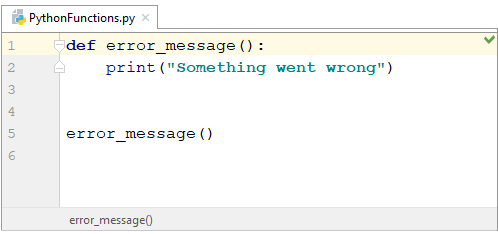 PythonFunctions.py
1 def error_message():
2     print("Something went wrong")
3
4
5 error_message()
6
error_message()